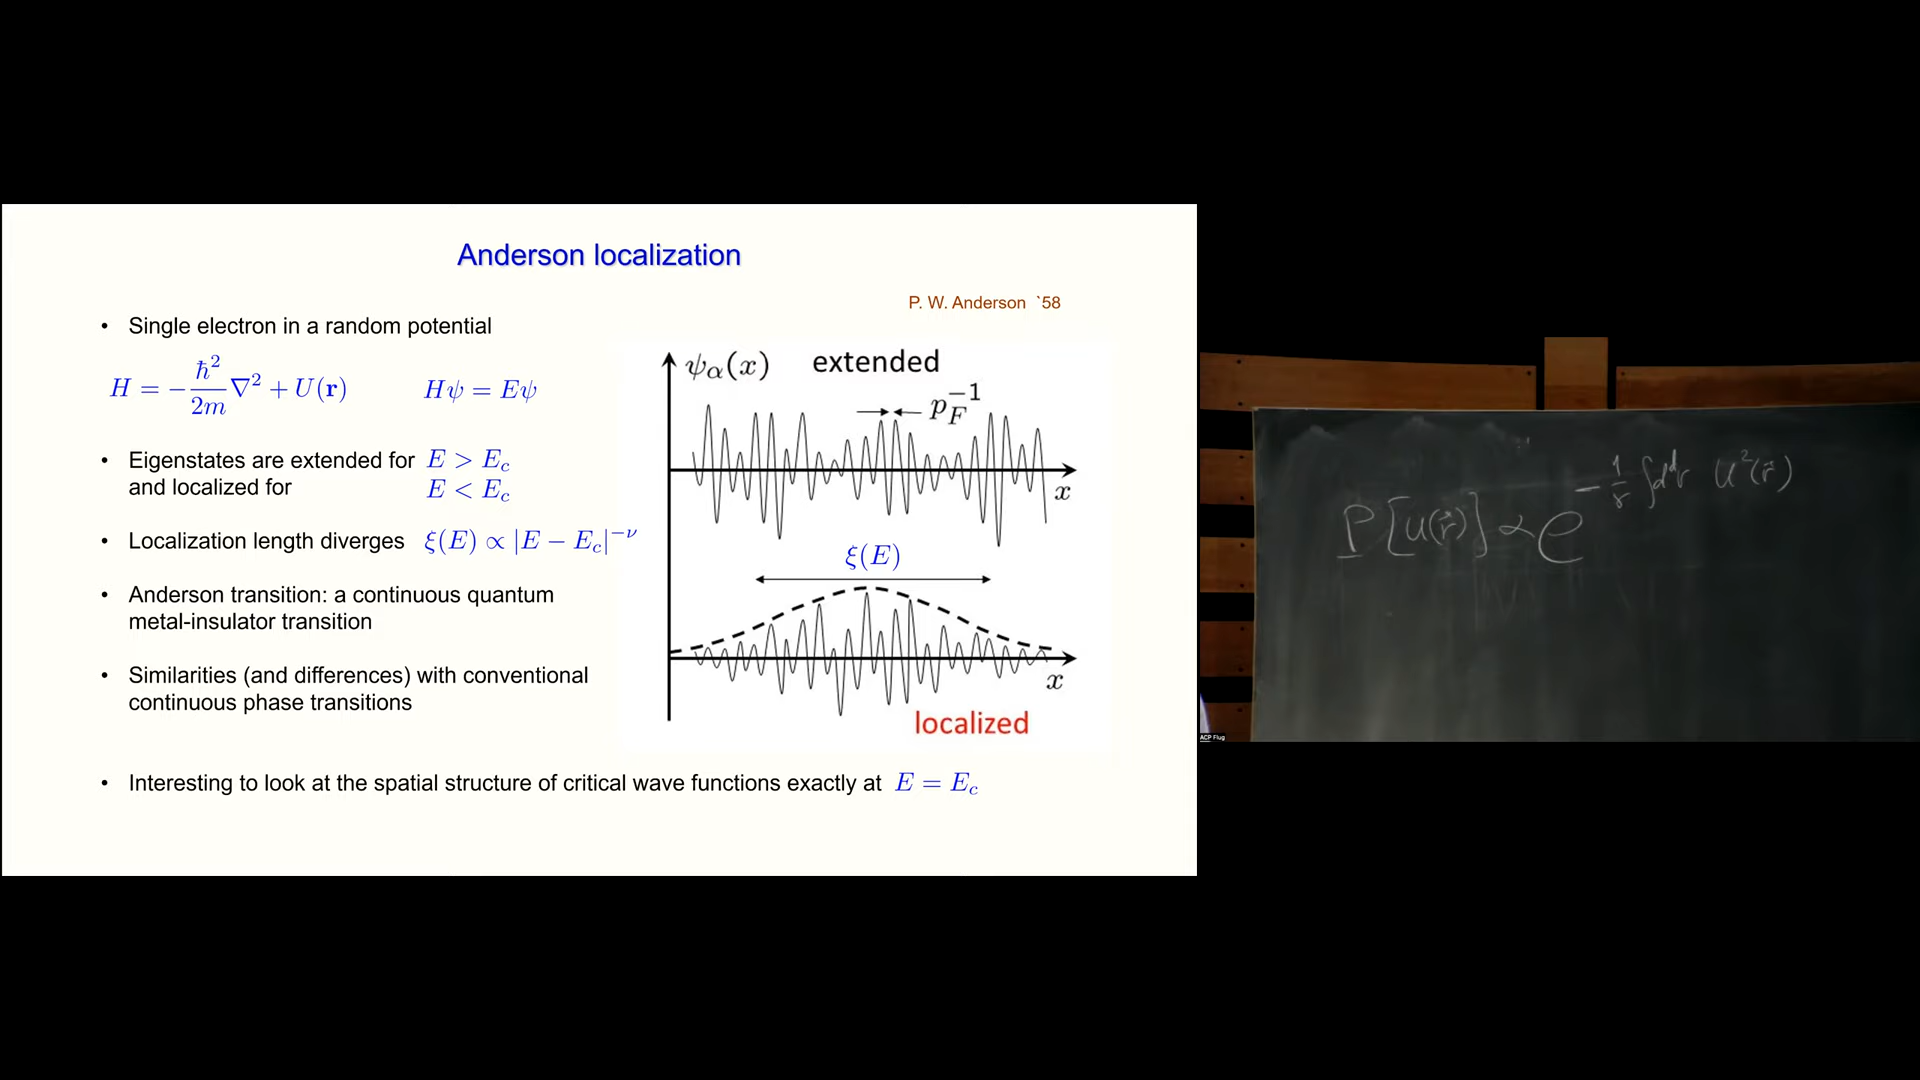 Anderson localization
P. W. Anderson `58
• Single electron in a random potential
H = −ħ²/2m ∇² + U(r)    Hψ = Eψ
• Eigenstates are extended for E > E_c
and localized for E < E_c
• Localization length diverges ξ(E) ∝ |E − E_c|^−ν
• Anderson transition: a continuous quantum
metal-insulator transition
• Similarities (and differences) with conventional
continuous phase transitions
• Interesting to look at the spatial structure of critical wave functions exactly at E = E_c
ψ_α(x)    extended
p_F^−1
x
ξ(E)
x
localized
P[U(r⃗)] ∝ e^{−1/γ ∫d^d r U²(r⃗)}
ACP Flug